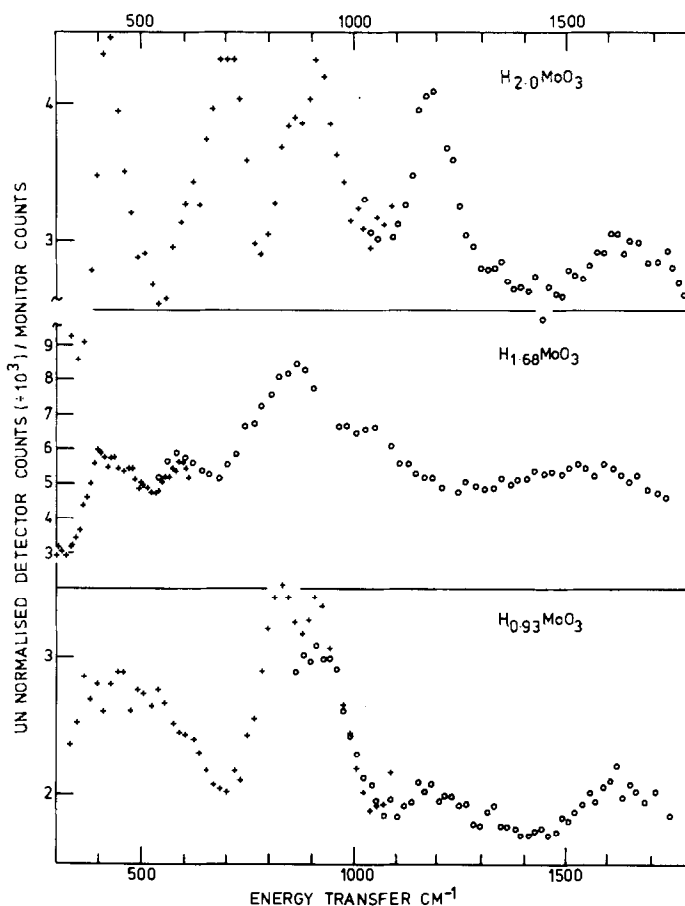 500 1000 1500
H2·0MoO3
4
3
~
H1·68MoO3
9
8
7
6
5
4
3
H0·93MoO3
3
2
UN NORMALISED DETECTOR COUNTS (÷10³) / MONITOR COUNTS
500 1000 1500
ENERGY TRANSFER CM⁻¹